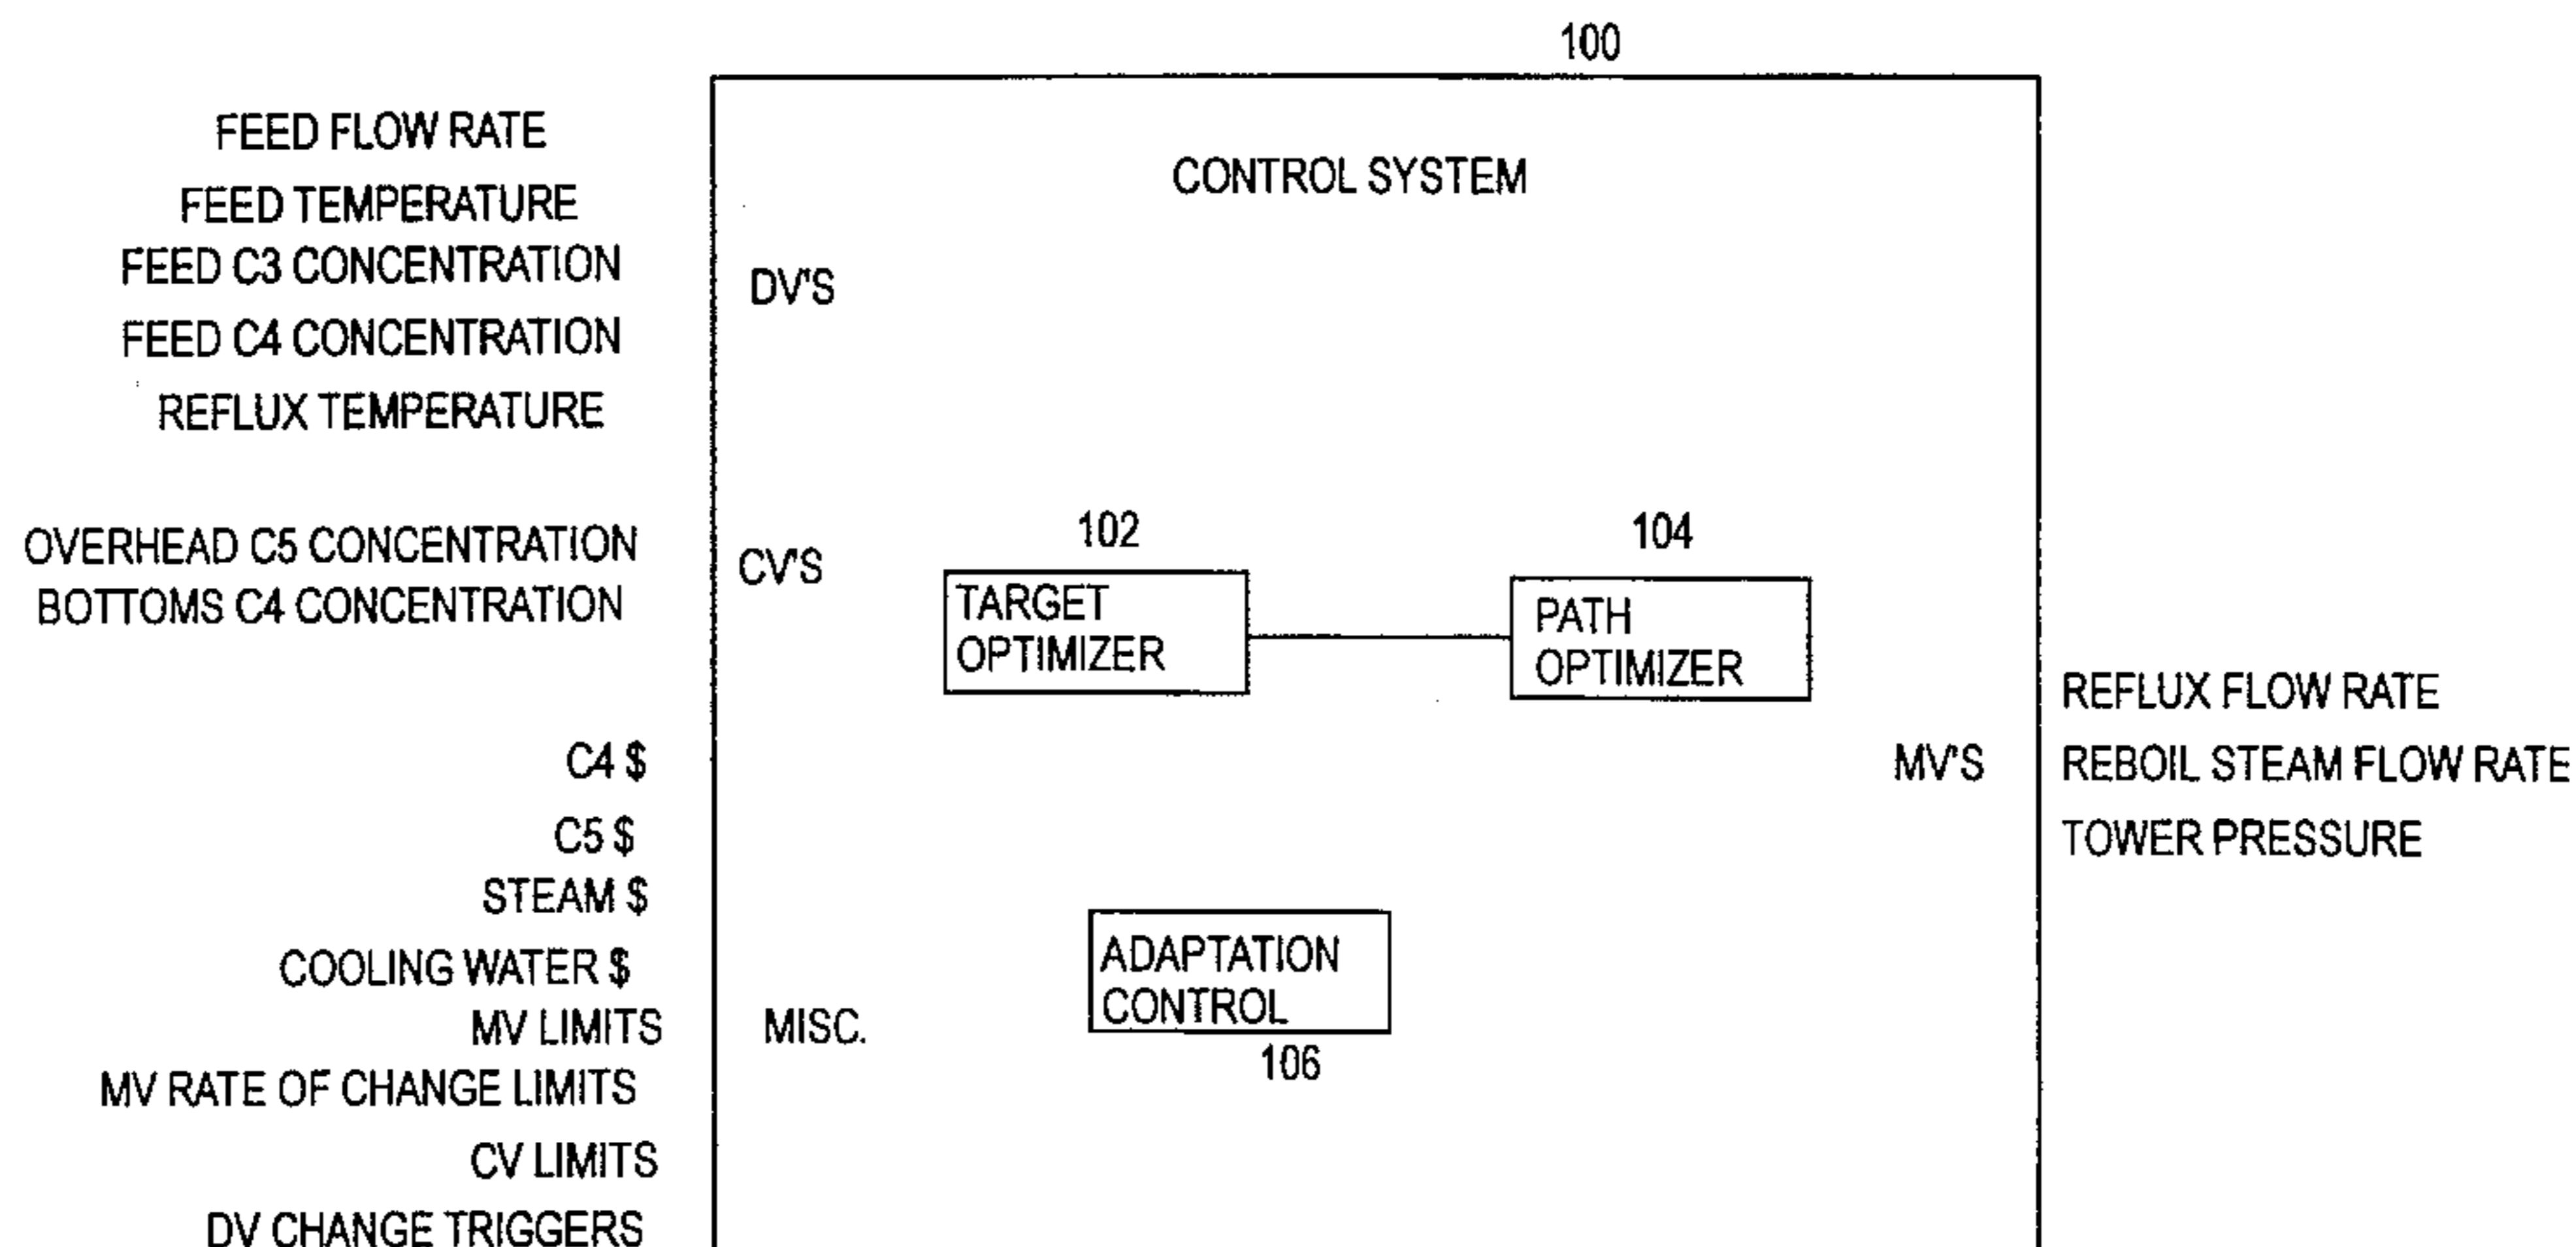 100
CONTROL SYSTEM
FEED FLOW RATE
FEED TEMPERATURE
FEED C3 CONCENTRATION
FEED C4 CONCENTRATION
REFLUX TEMPERATURE
DV'S
OVERHEAD C5 CONCENTRATION
BOTTOMS C4 CONCENTRATION
CV'S
102
TARGET
OPTIMIZER
104
PATH
OPTIMIZER
C4 $
C5 $
STEAM $
COOLING WATER $
MV LIMITS
MV RATE OF CHANGE LIMITS
CV LIMITS
DV CHANGE TRIGGERS
MISC.
ADAPTATION
CONTROL
106
MV'S
REFLUX FLOW RATE
REBOIL STEAM FLOW RATE
TOWER PRESSURE